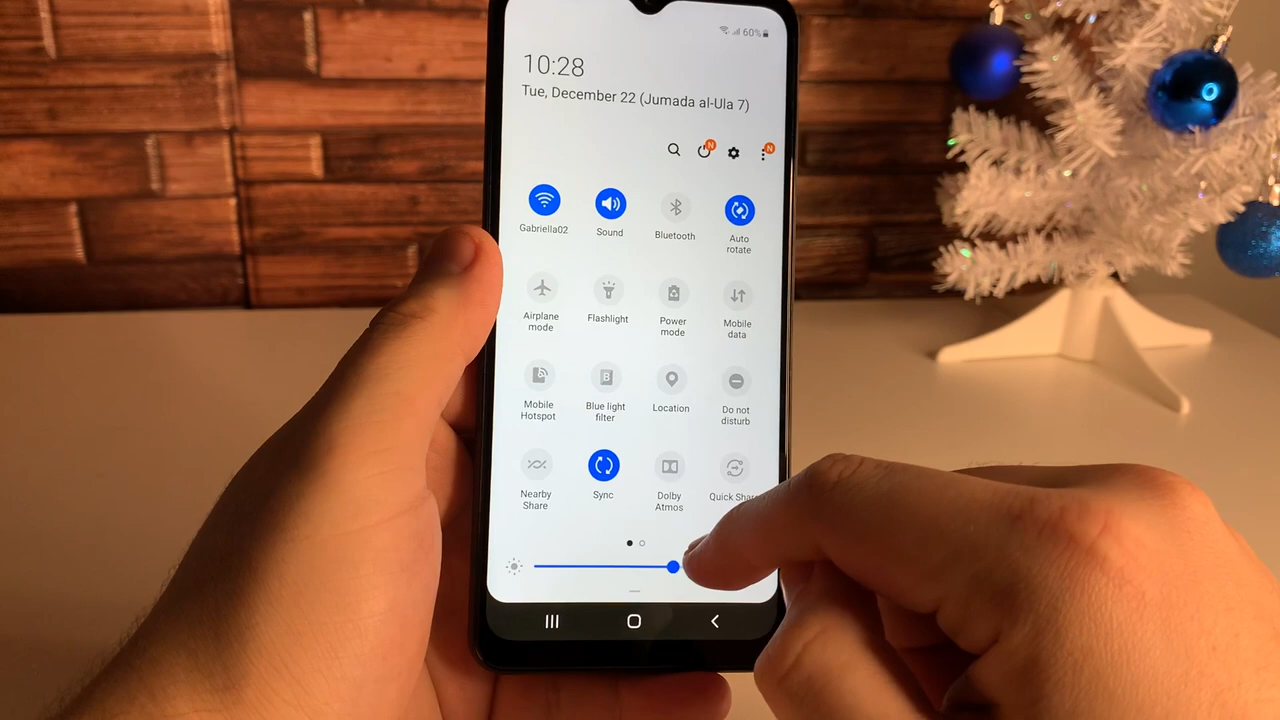 60%
10:28
Tue, December 22 (Jumada al-Ula 7)
N
N
Gabriella02
Sound
Bluetooth
Auto
rotate
Airplane
mode
Flashlight
Power
mode
Mobile
data
Mobile
Hotspot
B
Blue light
filter
Location
Do not
disturb
Nearby
Share
Sync
Dolby
Atmos
Quick Shar